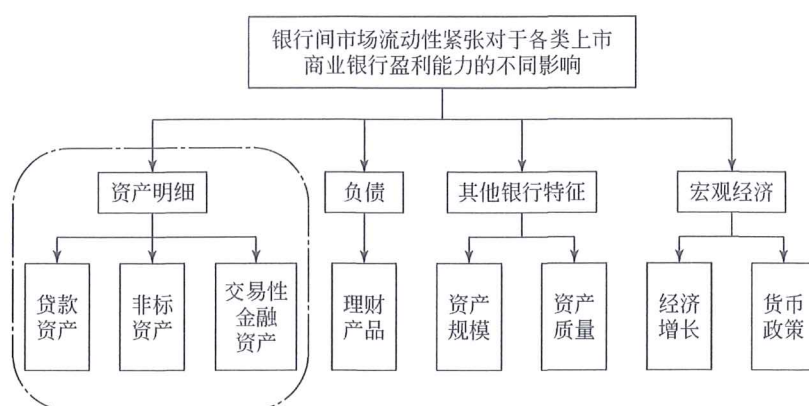 银行间市场流动性紧张对于各类上市
商业银行盈利能力的不同影响
资产明细
负债
其他银行特征
宏观经济
贷款
资产
非标
资产
交易性
金融
资产
理财
产品
资产
规模
资产
质量
经济
增长
货币
政策